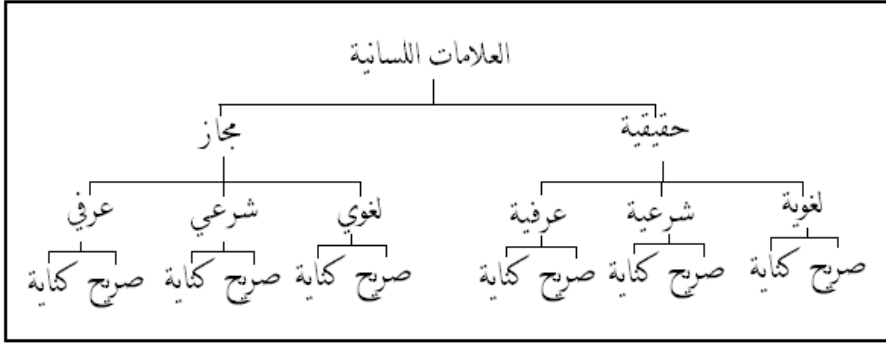 العلامات اللسانية
حقيقية مجاز
لغوية شرعية عرفية لغوي شرعي عرفي
صريح كناية صريح كناية صريح كناية صريح كناية صريح كناية صريح كناية